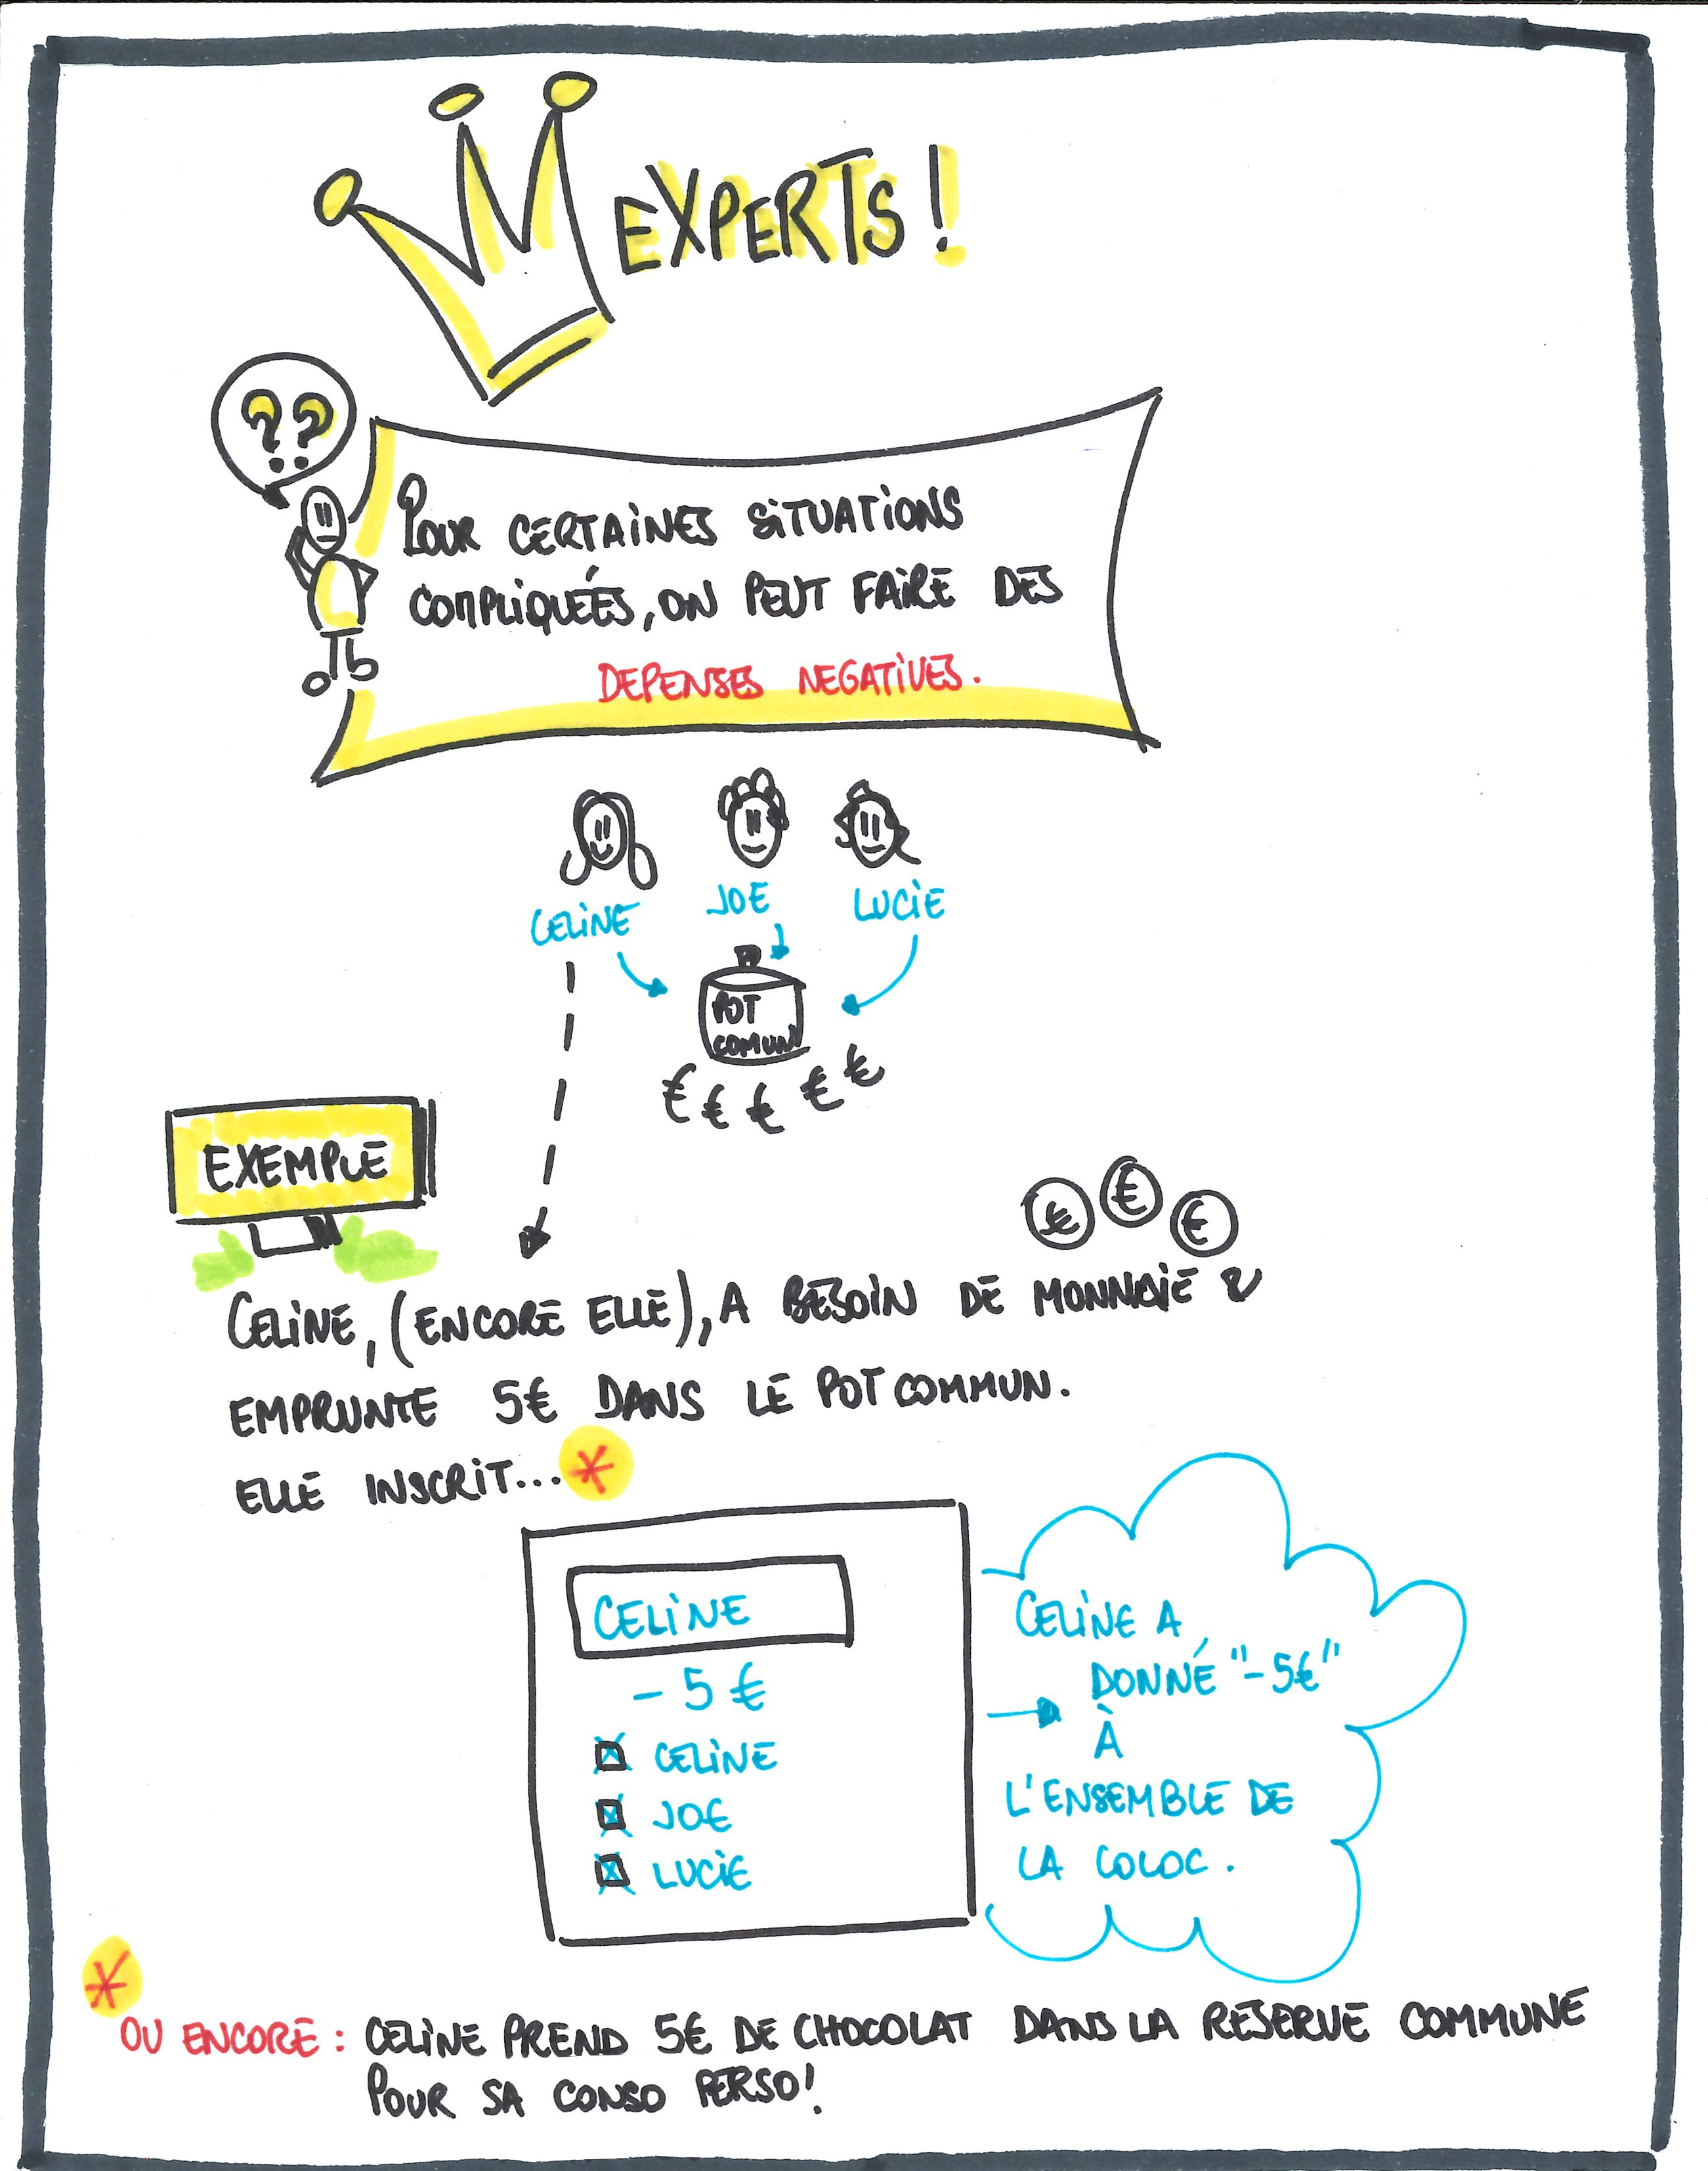 EXPERTS !
??
POUR CERTAINES SITUATIONS
COMPLIQUÉES, ON PEUT FAIRE DES
DEPENSES NEGATIVES.
CELINE
JOE
LUCIE
POT
COMUN
€ € € € €
EXEMPLE
€ € €
CELINE, (ENCORE ELLE), A BESOIN DE MONNAIE &
EMPRUNTE 5€ DANS LE POT COMMUN.
ELLE INSCRIT... *
CELINE
- 5 €
CELINE
JOE
LUCIE
CELINE A
DONNÉ "-5€"
À
L'ENSEMBLE DE
LA COLOC.
*
OU ENCORE : CELINE PREND 5€ DE CHOCOLAT DANS LA RESERVE COMMUNE
POUR SA CONSO PERSO!